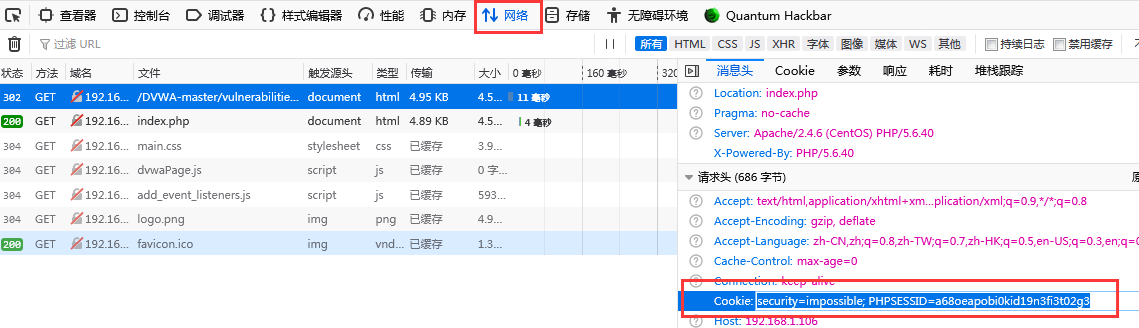 查看器 控制台 调试器 样式编辑器 性能 内存 网络 存储 无障碍环境 Quantum Hackbar
过滤 URL 所有 HTML CSS JS XHR 字体 图像 媒体 WS 其他 持续日志 禁用缓存
状态 方法 域名 文件 触发源头 类型 传输 大小 0 毫秒 160 毫秒 320 消息头 Cookie 参数 响应 耗时 堆栈跟踪
302 GET 192.16... /DVWA-master/vulnerabilitie... document html 4.95 KB 4.5... 11 毫秒
200 GET 192.16... index.php document html 4.89 KB 4.5... 4 毫秒
304 GET 192.16... main.css stylesheet css 已缓存 3.9...
304 GET 192.16... dvwaPage.js script js 已缓存 0 字...
304 GET 192.16... add_event_listeners.js script js 已缓存 593...
304 GET 192.16... logo.png img png 已缓存 4.9...
200 GET 192.16... favicon.ico img vnd... 已缓存 1.3...
Location: index.php
Pragma: no-cache
Server: Apache/2.4.6 (CentOS) PHP/5.6.40
X-Powered-By: PHP/5.6.40
请求头 (686 字节)
Accept: text/html,application/xhtml+xm...plication/xml;q=0.9,*/*;q=0.8
Accept-Encoding: gzip, deflate
Accept-Language: zh-CN,zh;q=0.8,zh-TW;q=0.7,zh-HK;q=0.5,en-US;q=0.3,en;q=0
Cache-Control: max-age=0
Connection: keep-alive
Cookie: security=impossible; PHPSESSID=a68oeapobi0kid19n3fi3t02g3
Host: 192.168.1.106